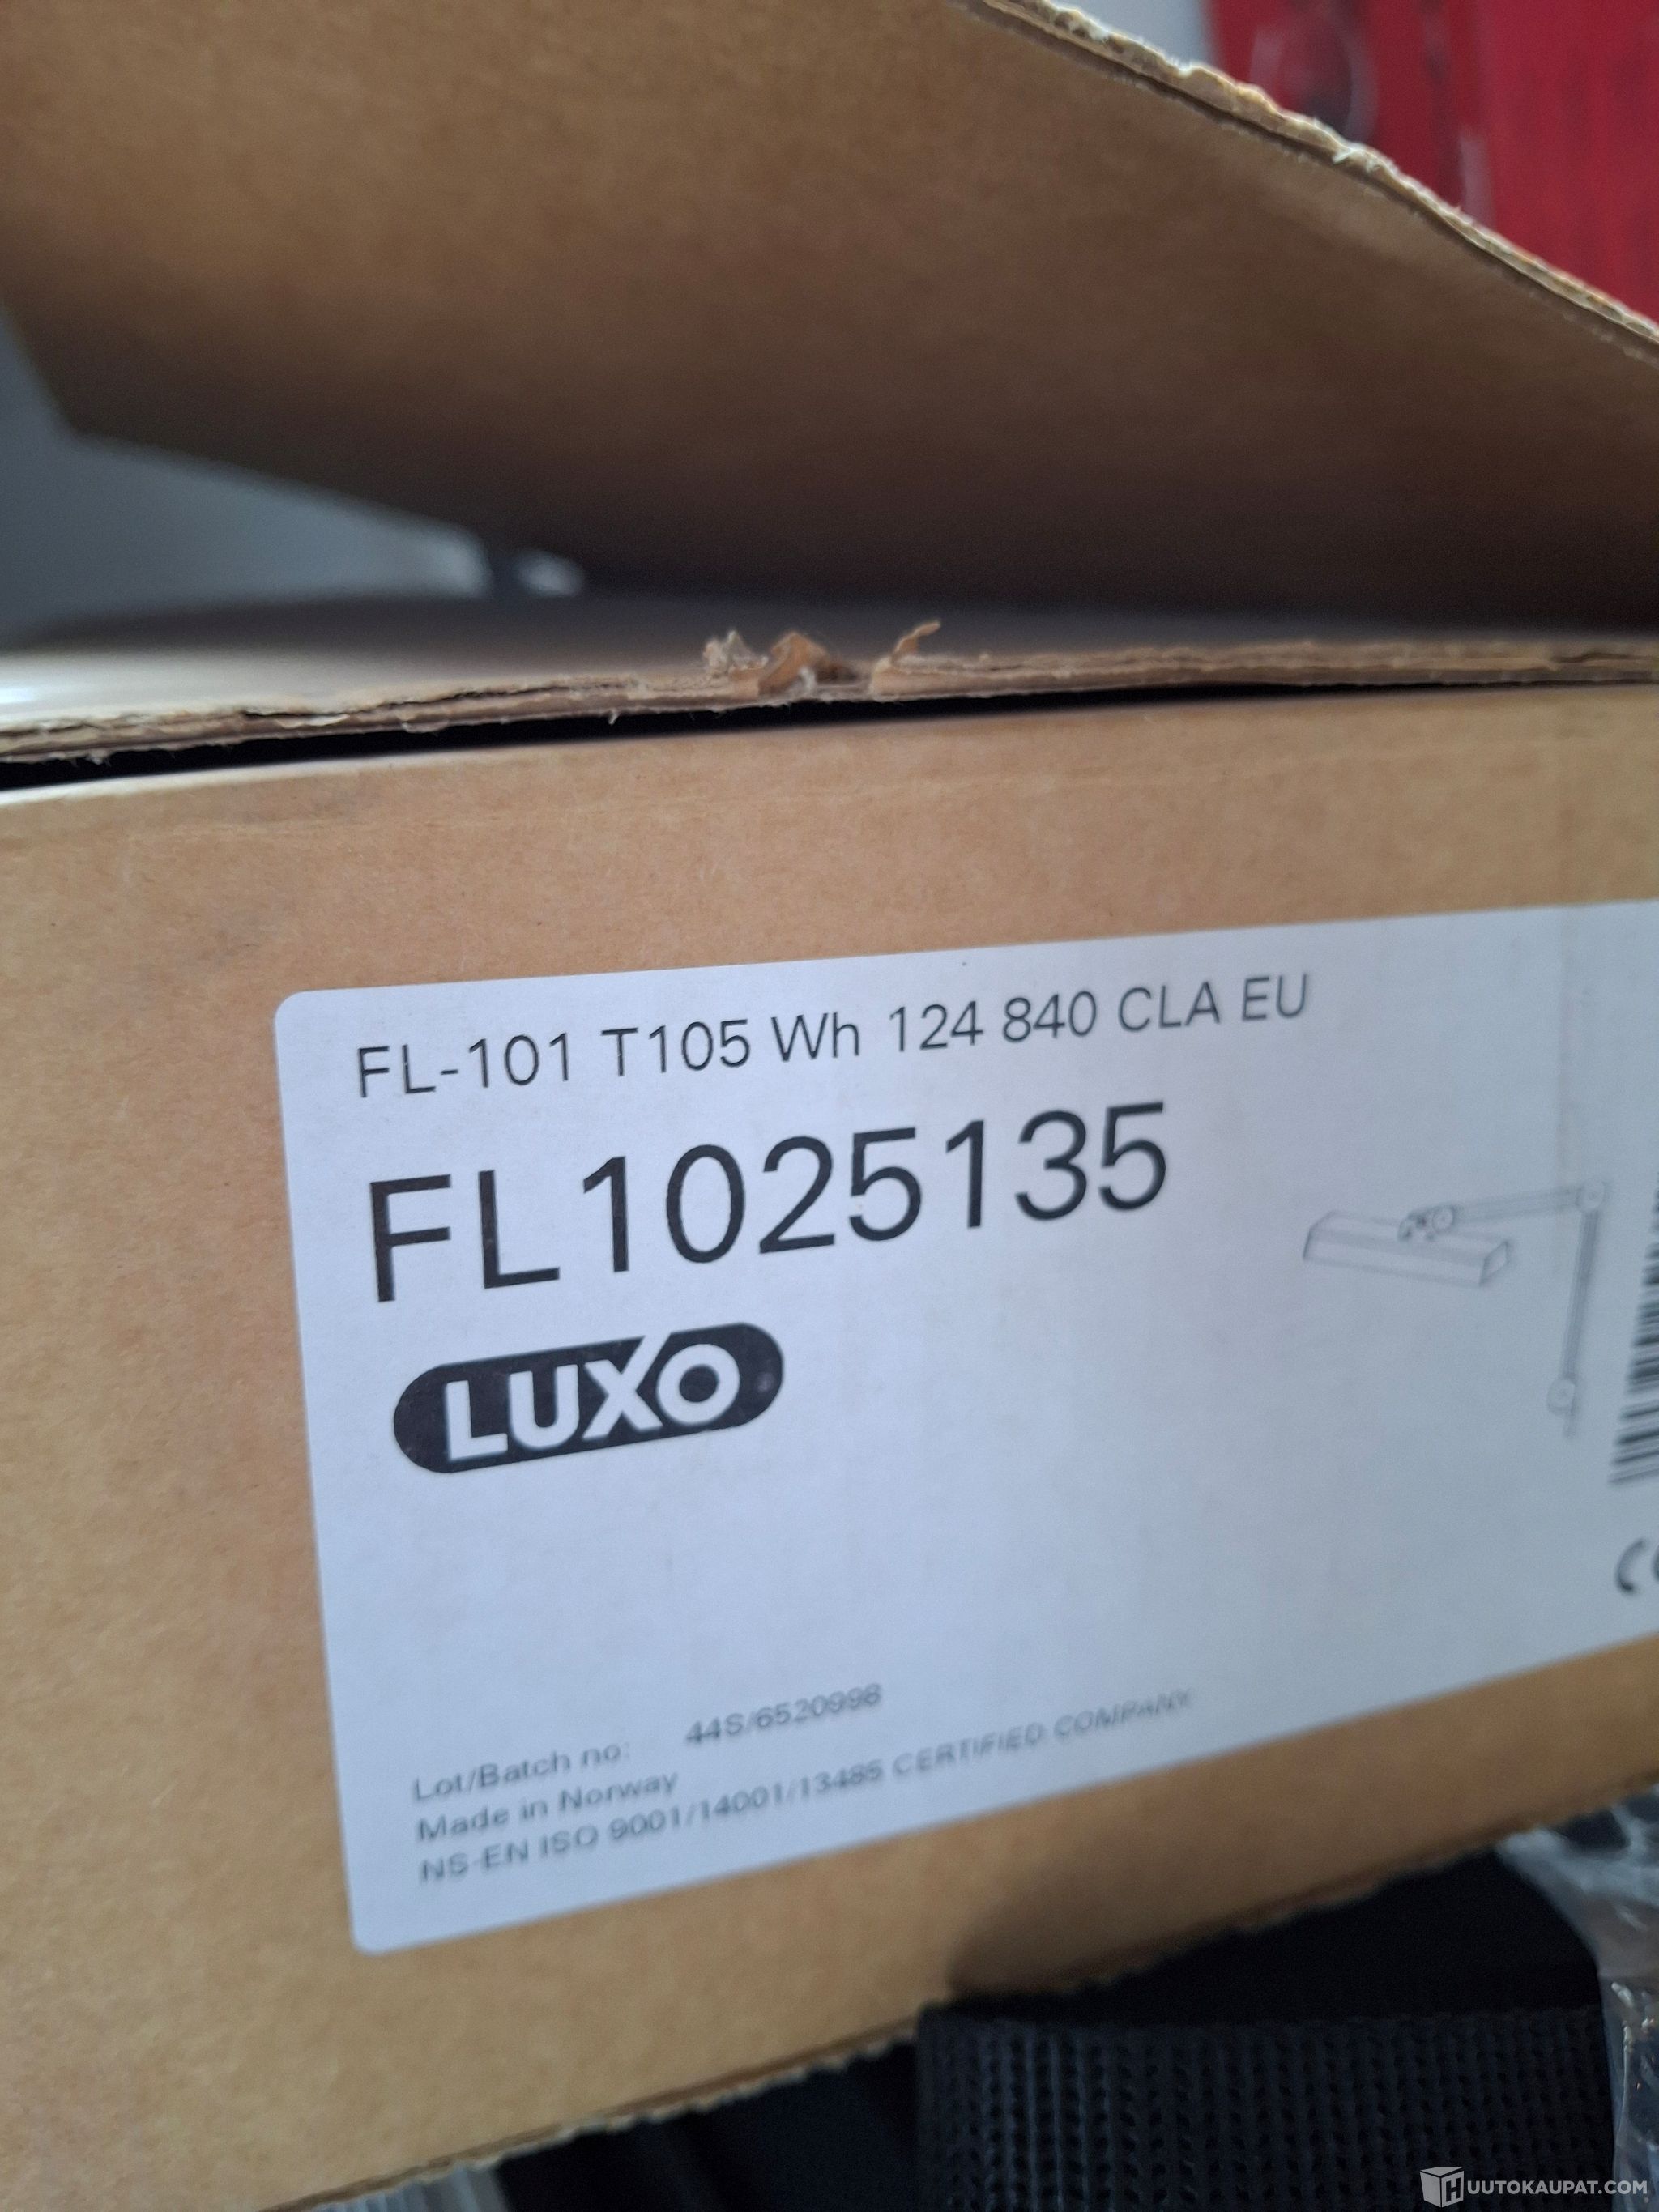 FL-101 T105 Wh 124 840 CLA EU
FL1025135
LUXO
Lot/Batch no: 44S/6520998
Made in Norway
NS-EN ISO 9001/14001/13485 CERTIFIED COMPANY
HUUTOKAUPAT.COM